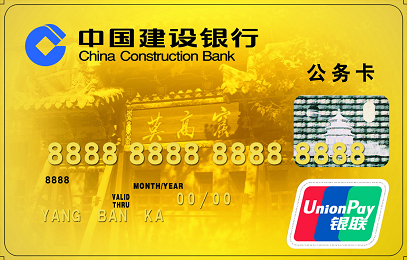 中国建设银行
China Construction Bank
公务卡
8888 8888 8888 8888
8888
MONTH/YEAR
VALID THRU
00/00
YANG BAN KA
UnionPay
银联